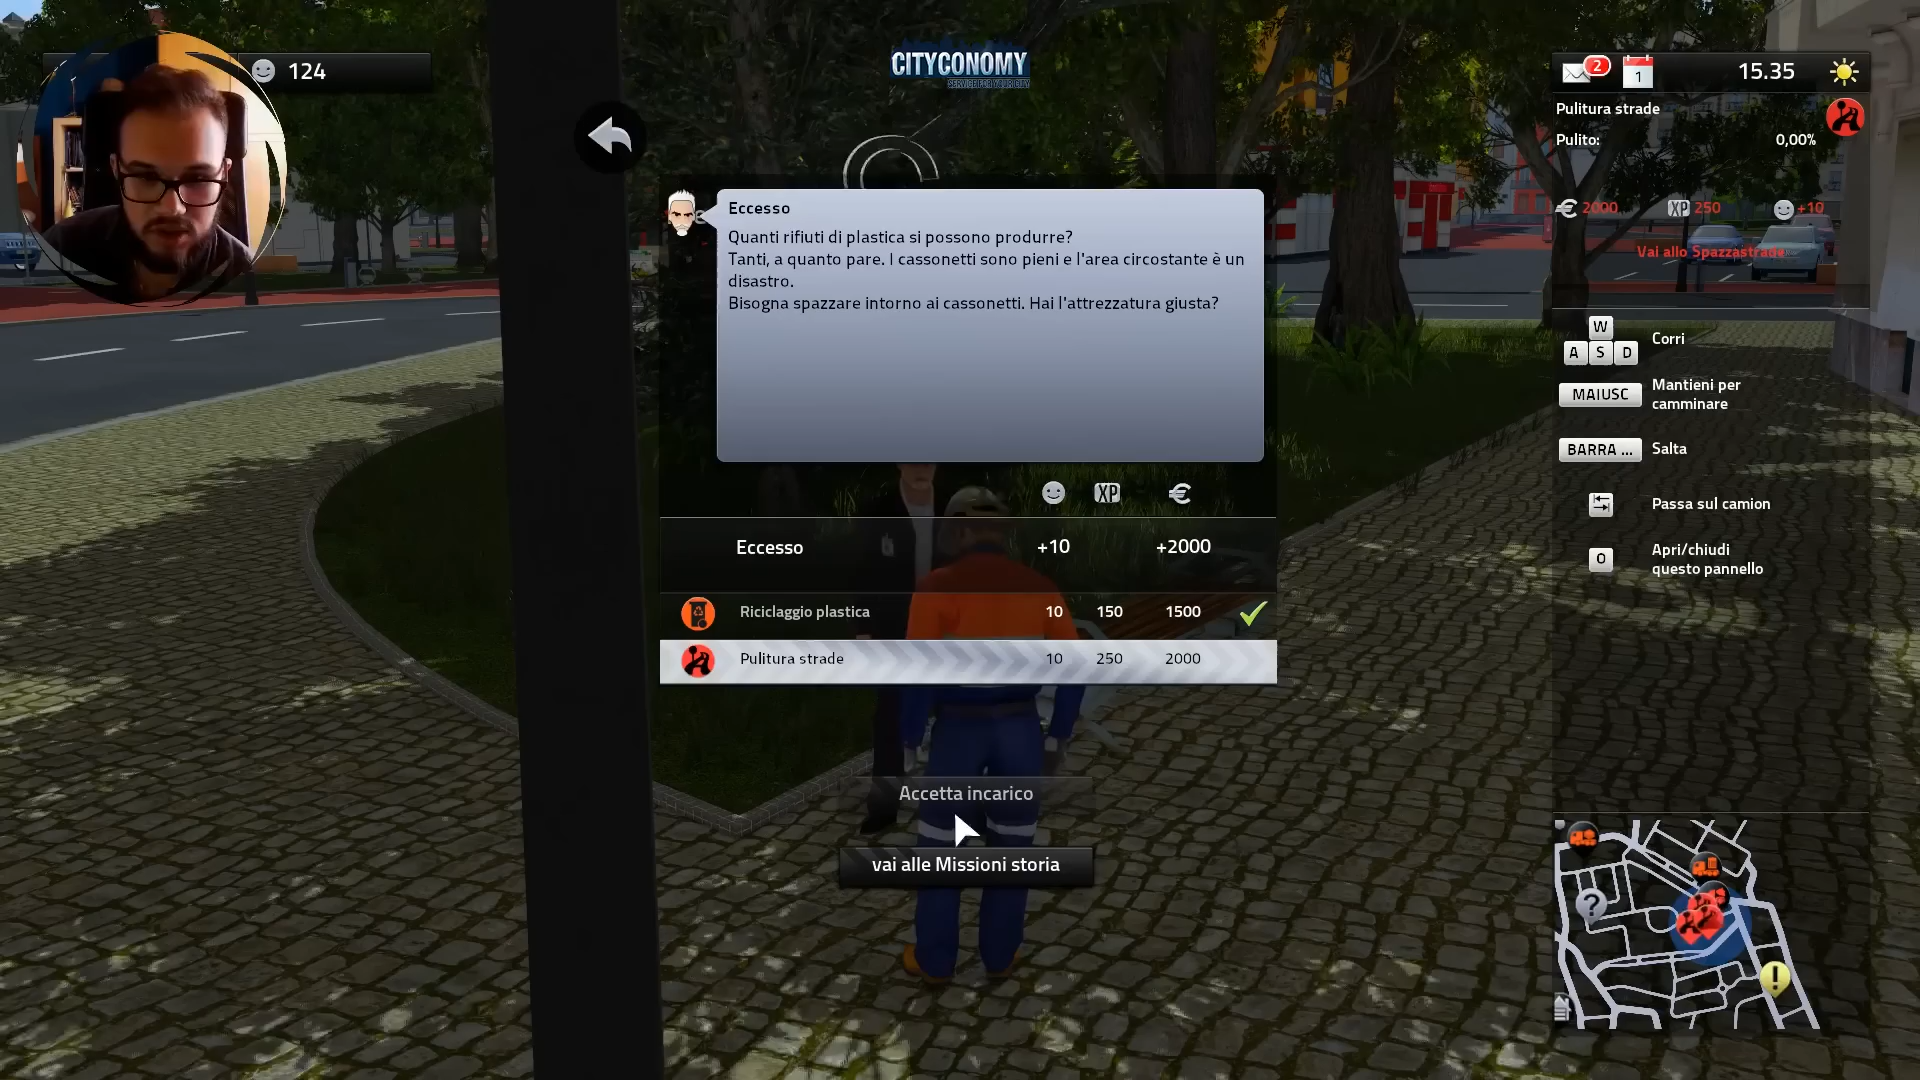 124
CITYCONOMY
SERVICE FOR YOUR CITY
2
1
15.35
Pulitura strade
Pulito: 0,00%
€ 2000 XP 250 +10
Vai allo Spazzastrade
Eccesso
Quanti rifiuti di plastica si possono produrre?
Tanti, a quanto pare. I cassonetti sono pieni e l'area circostante è un
disastro.
Bisogna spazzare intorno ai cassonetti. Hai l'attrezzatura giusta?
W
A S D
Corri
MAIUSC
Mantieni per
camminare
BARRA ...
Salta
Passa sul camion
O
Apri/chiudi
questo pannello
XP €
Eccesso +10 +2000
Riciclaggio plastica 10 150 1500
Pulitura strade 10 250 2000
Accetta incarico
vai alle Missioni storia
?
!